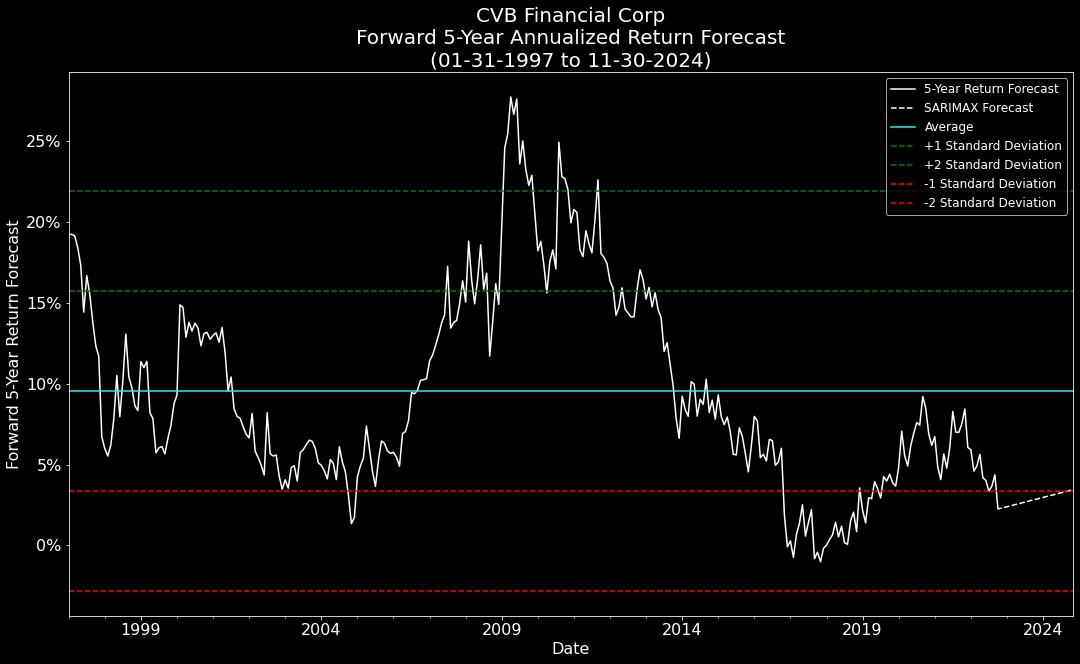 CVB Financial Corp
Forward 5-Year Annualized Return Forecast
(01-31-1997 to 11-30-2024)
5-Year Return Forecast
SARIMAX Forecast
Average
+1 Standard Deviation
+2 Standard Deviation
-1 Standard Deviation
-2 Standard Deviation
Forward 5-Year Return Forecast
25%
20%
15%
10%
5%
0%
1999
2004
2009
2014
2019
2024
Date